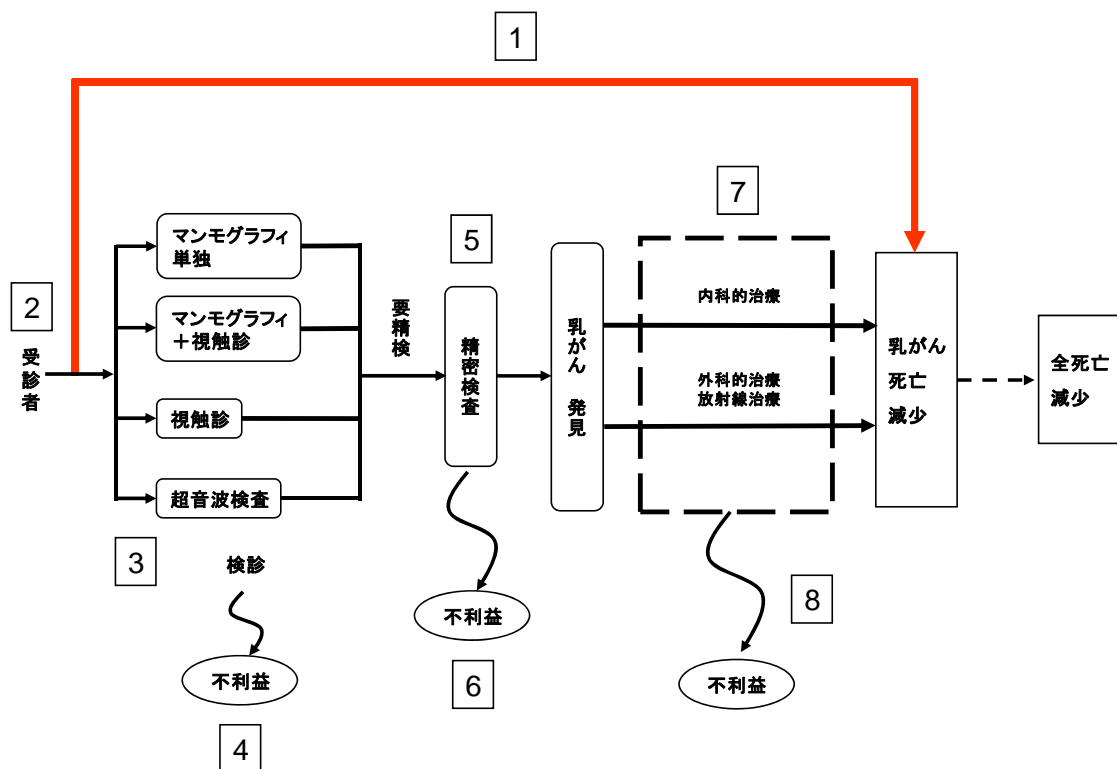 1
7
5
マンモグラフィ
単独
2
受診者
マンモグラフィ
+視触診
視触診
超音波検査
3
検診
不利益
4
要精検
精密検査
不利益
6
乳がん 発見
内科的治療
外科的治療
放射線治療
8
不利益
乳がん
死亡
減少
全死亡
減少